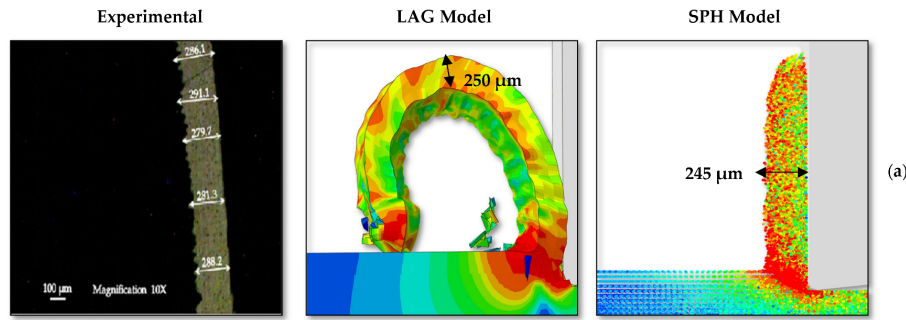 Experimental
LAG Model
SPH Model
286.1
291.1
279.7
281.3
288.2
100 µm
Magnification 10X
250 µm
245 µm
(a)